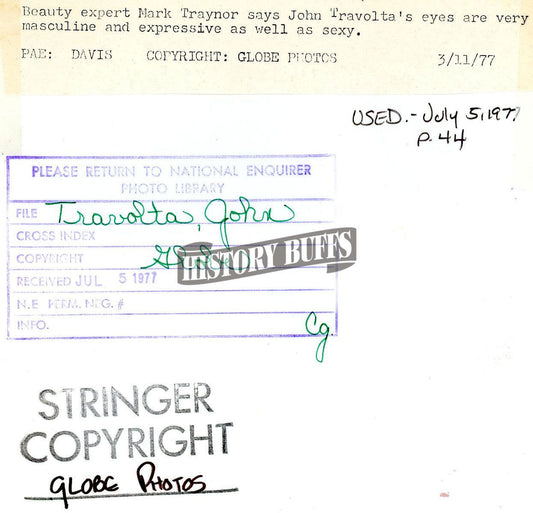 Beauty expert Mark Traynor says John Travolta's eyes are very
masculine and expressive as well as sexy.
PAE: DAVIS COPYRIGHT: GLOBE PHOTOS 3/11/77
USED.- July 5, 1977
P. 44
PLEASE RETURN TO NATIONAL ENQUIRER
PHOTO LIBRARY
FILE Travolta, John
CROSS INDEX
COPYRIGHT
HISTORY BUFFS
RECEIVED JUL 5 1977
N.E PERM. NEG. #
INFO. Cg.
STRINGER
COPYRIGHT
GLOBE PHOTOS